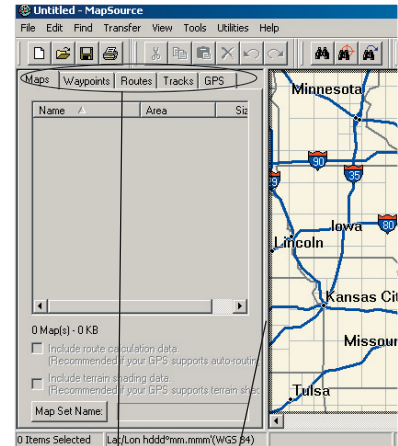 Untitled - MapSource
File Edit Find Transfer View Tools Utilities Help
Maps Waypoints Routes Tracks GPS
Name Area Siz
Minnesota
90
35
29
Iowa 80
Lincoln
Kansas Cit
Missour
Tulsa
0 Map(s) - 0 KB
Include route calculation data.
(Recommended if your GPS supports auto-routin
Include terrain shading data.
(Recommended if your GPS supports terrain shac
Map Set Name:
0 Items Selected Lat/Lon hddd°mm.mmm'(WGS 84)